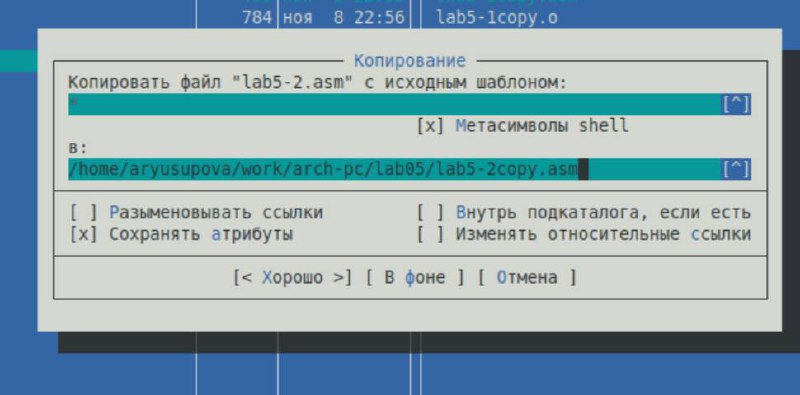 784 ноя 8 22:56 lab5-1copy.o
Копирование
Копировать файл "lab5-2.asm" с исходным шаблоном:
* [^]
[x] Метасимволы shell
в:
/home/aryusupova/work/arch-pc/lab05/lab5-2copy.asm [^]
[ ] Разыменовывать ссылки [ ] Внутрь подкаталога, если есть
[x] Сохранять атрибуты [ ] Изменять относительные ссылки
[< Хорошо >] [ В фоне ] [ Отмена ]